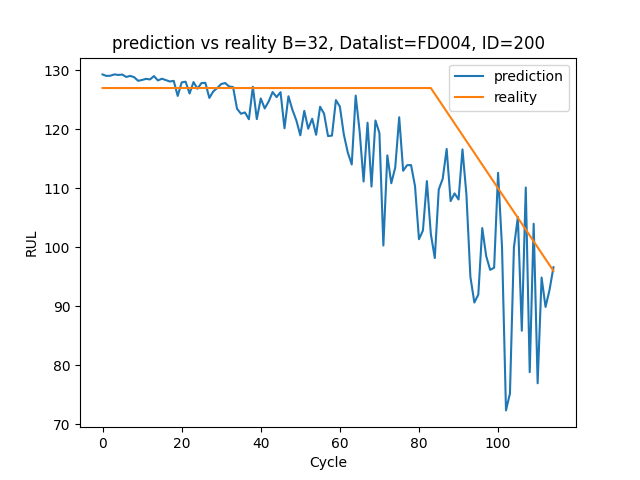 prediction vs reality B=32, Datalist=FD004, ID=200
prediction
reality
130
120
110
100
90
80
70
RUL
0
20
40
60
80
100
Cycle